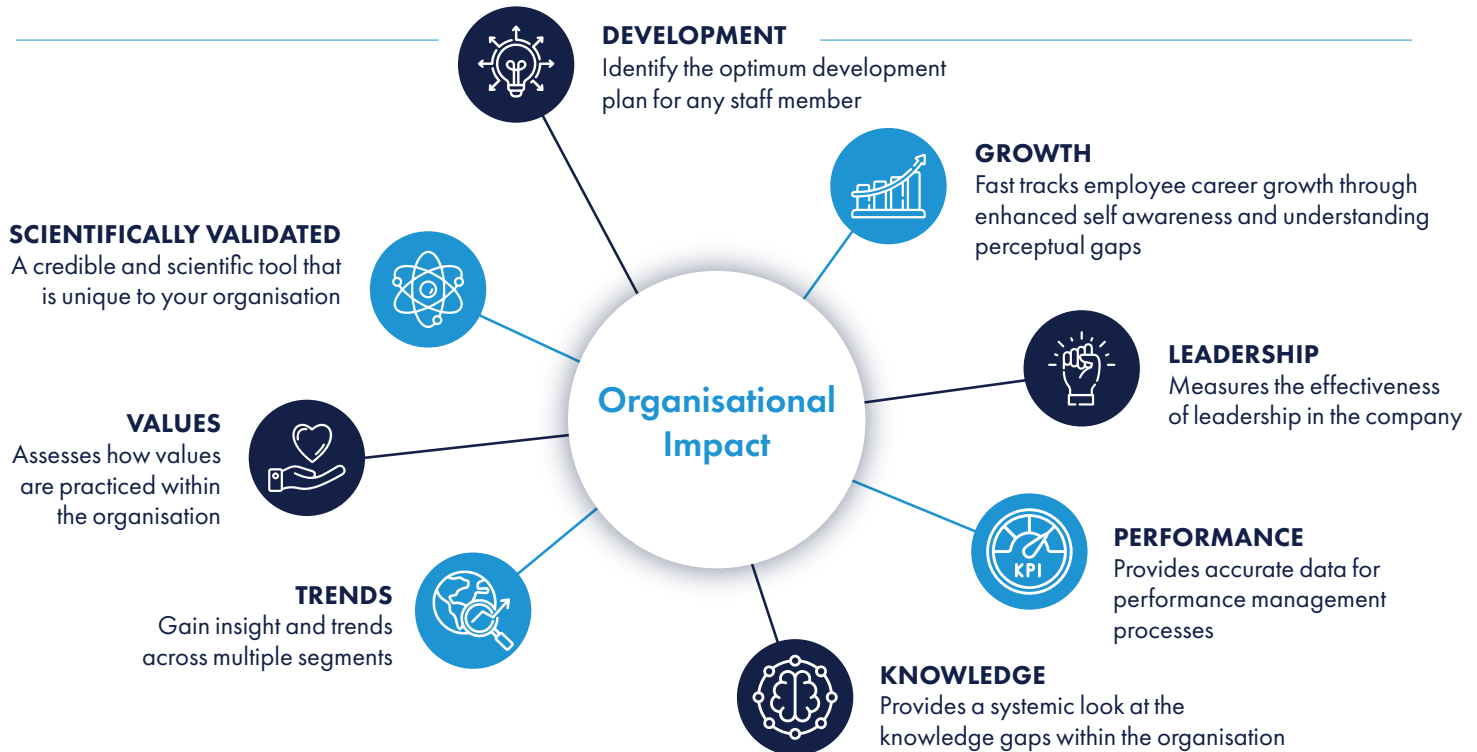 DEVELOPMENT
Identify the optimum development
plan for any staff member
GROWTH
Fast tracks employee career growth through
enhanced self awareness and understanding
perceptual gaps
SCIENTIFICALLY VALIDATED
A credible and scientific tool that
is unique to your organisation
LEADERSHIP
Measures the effectiveness
of leadership in the company
Organisational
Impact
VALUES
Assesses how values
are practiced within
the organisation
PERFORMANCE
Provides accurate data for
performance management
processes
KPI
TRENDS
Gain insight and trends
across multiple segments
KNOWLEDGE
Provides a systemic look at the
knowledge gaps within the organisation